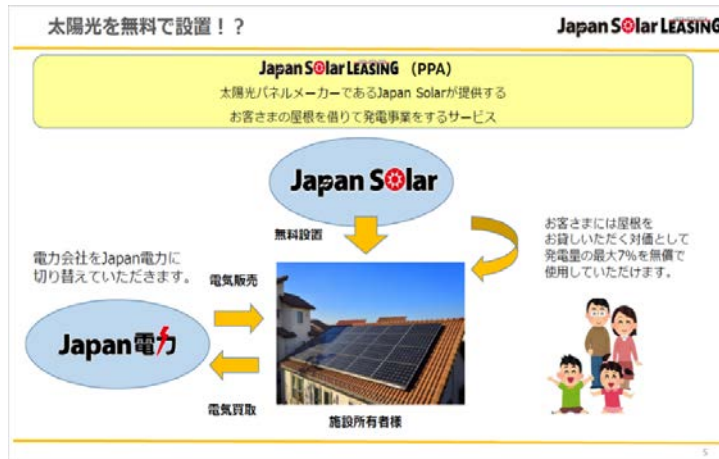 太陽光を無料で設置！？
Japan Solar LEASING
Japan Solar LEASING (PPA)
太陽光パネルメーカーであるJapan Solarが提供する
お客さまの屋根を借りて発電事業をするサービス
Japan Solar
無料設置
お客さまには屋根を
お貸しいただく対価として
発電量の最大7%を無償で
使用していただけます。
電力会社をJapan電力に
切り替えていただきます。
電気販売
Japan電力
電気買取
施設所有者様
5